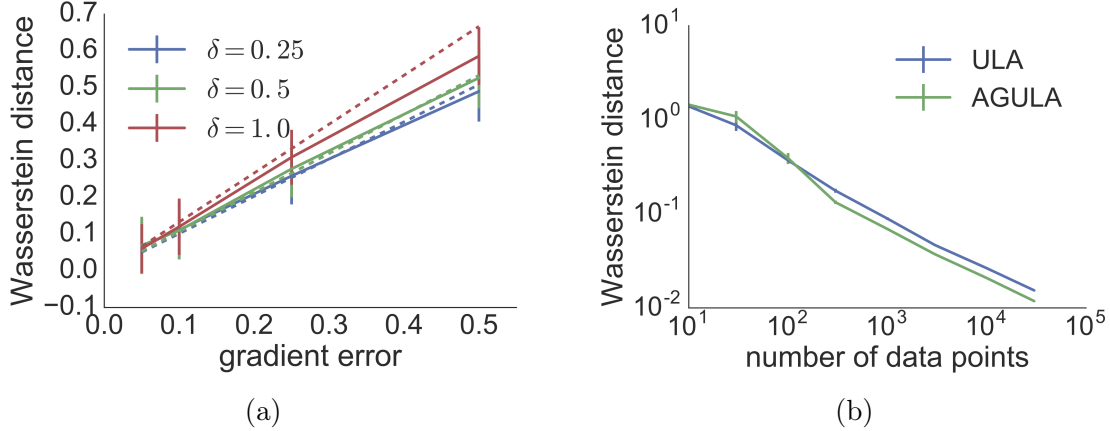 0.7
0.6
0.5
0.4
0.3
0.2
0.1
0.0
−0.1
Wasserstein distance
δ = 0.25
δ = 0.5
δ = 1.0
0.0 0.1 0.2 0.3 0.4 0.5
gradient error
(a)
10^1
10^0
10^-1
10^-2
Wasserstein distance
ULA
AGULA
10^1 10^2 10^3 10^4 10^5
number of data points
(b)